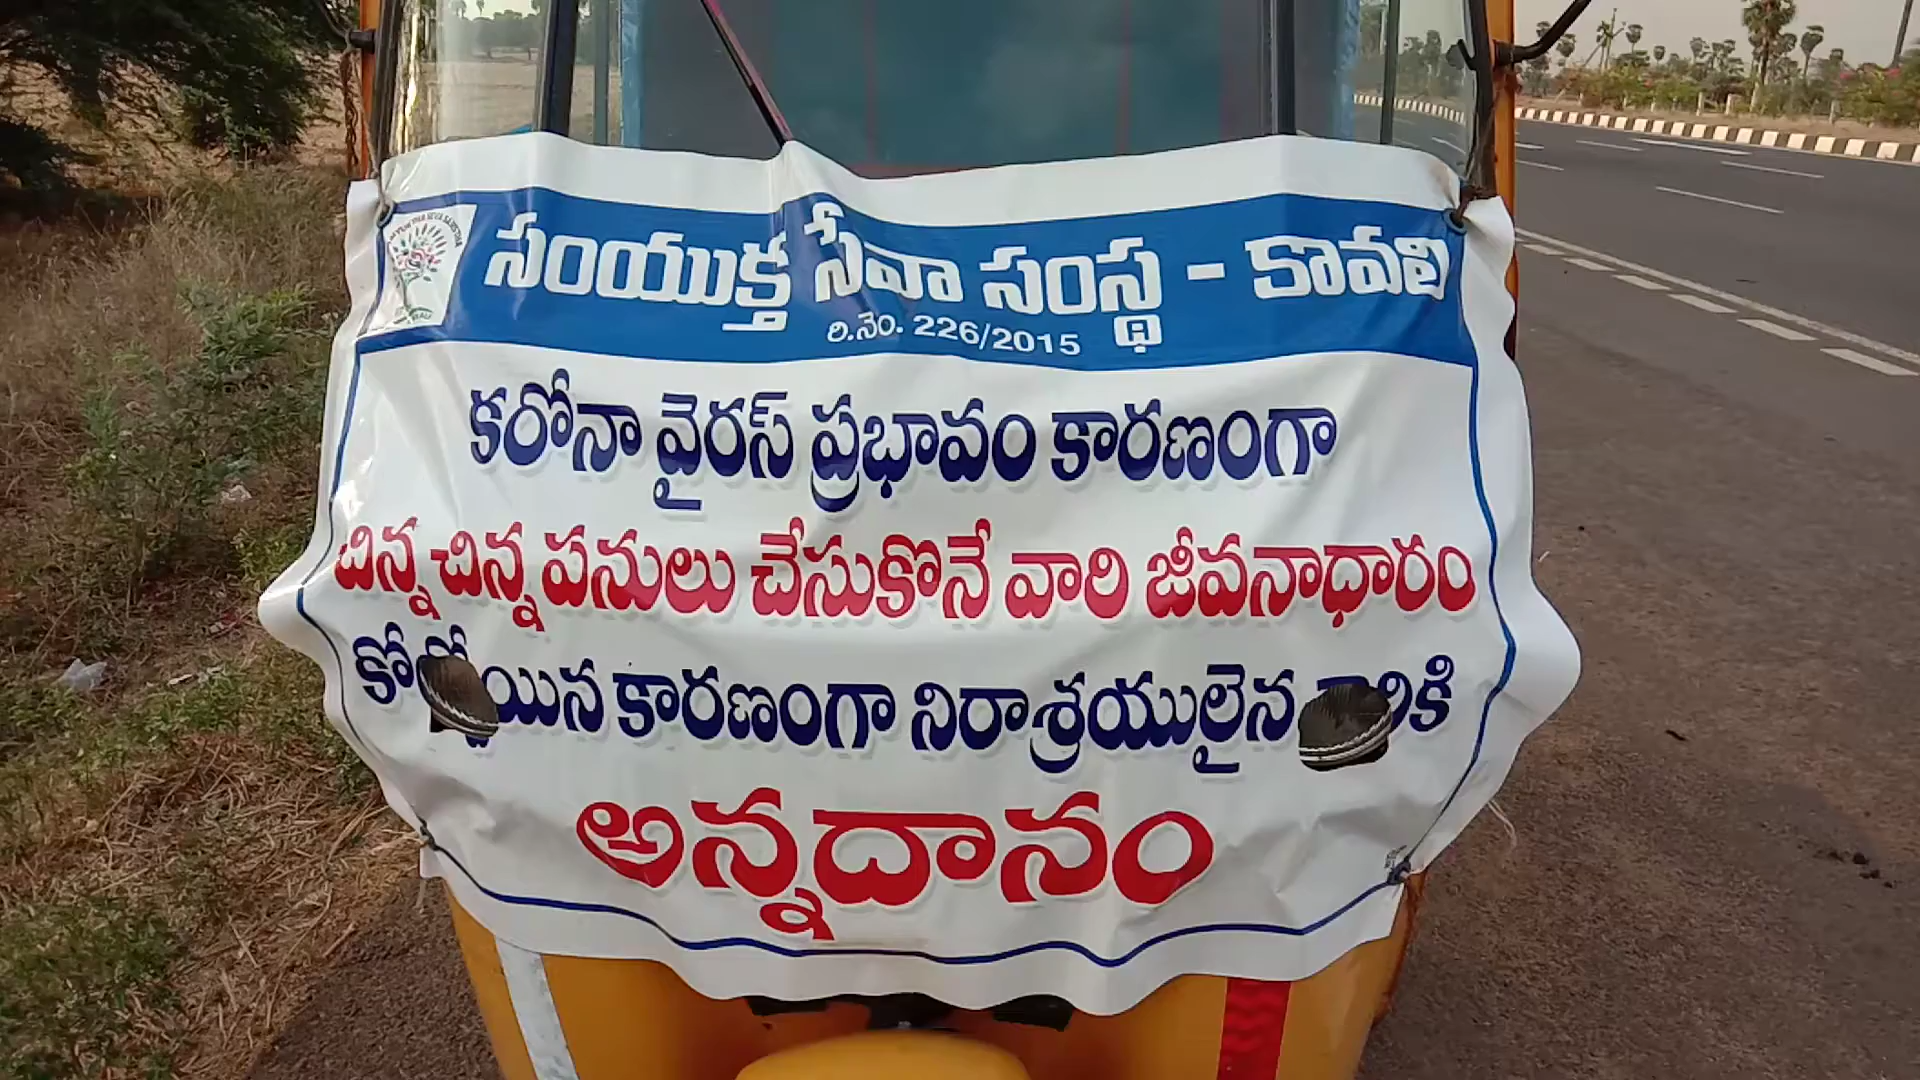 సంయుక్త సేవా సంస్థ - కావలి
రి.నెం. 226/2015
కరోనా వైరస్ ప్రభావం కారణంగా
చిన్న చిన్న పనులు చేసుకొనే వారి జీవనాధారం
కారణంగా నిరాశ్రయులైన
అన్నదానం